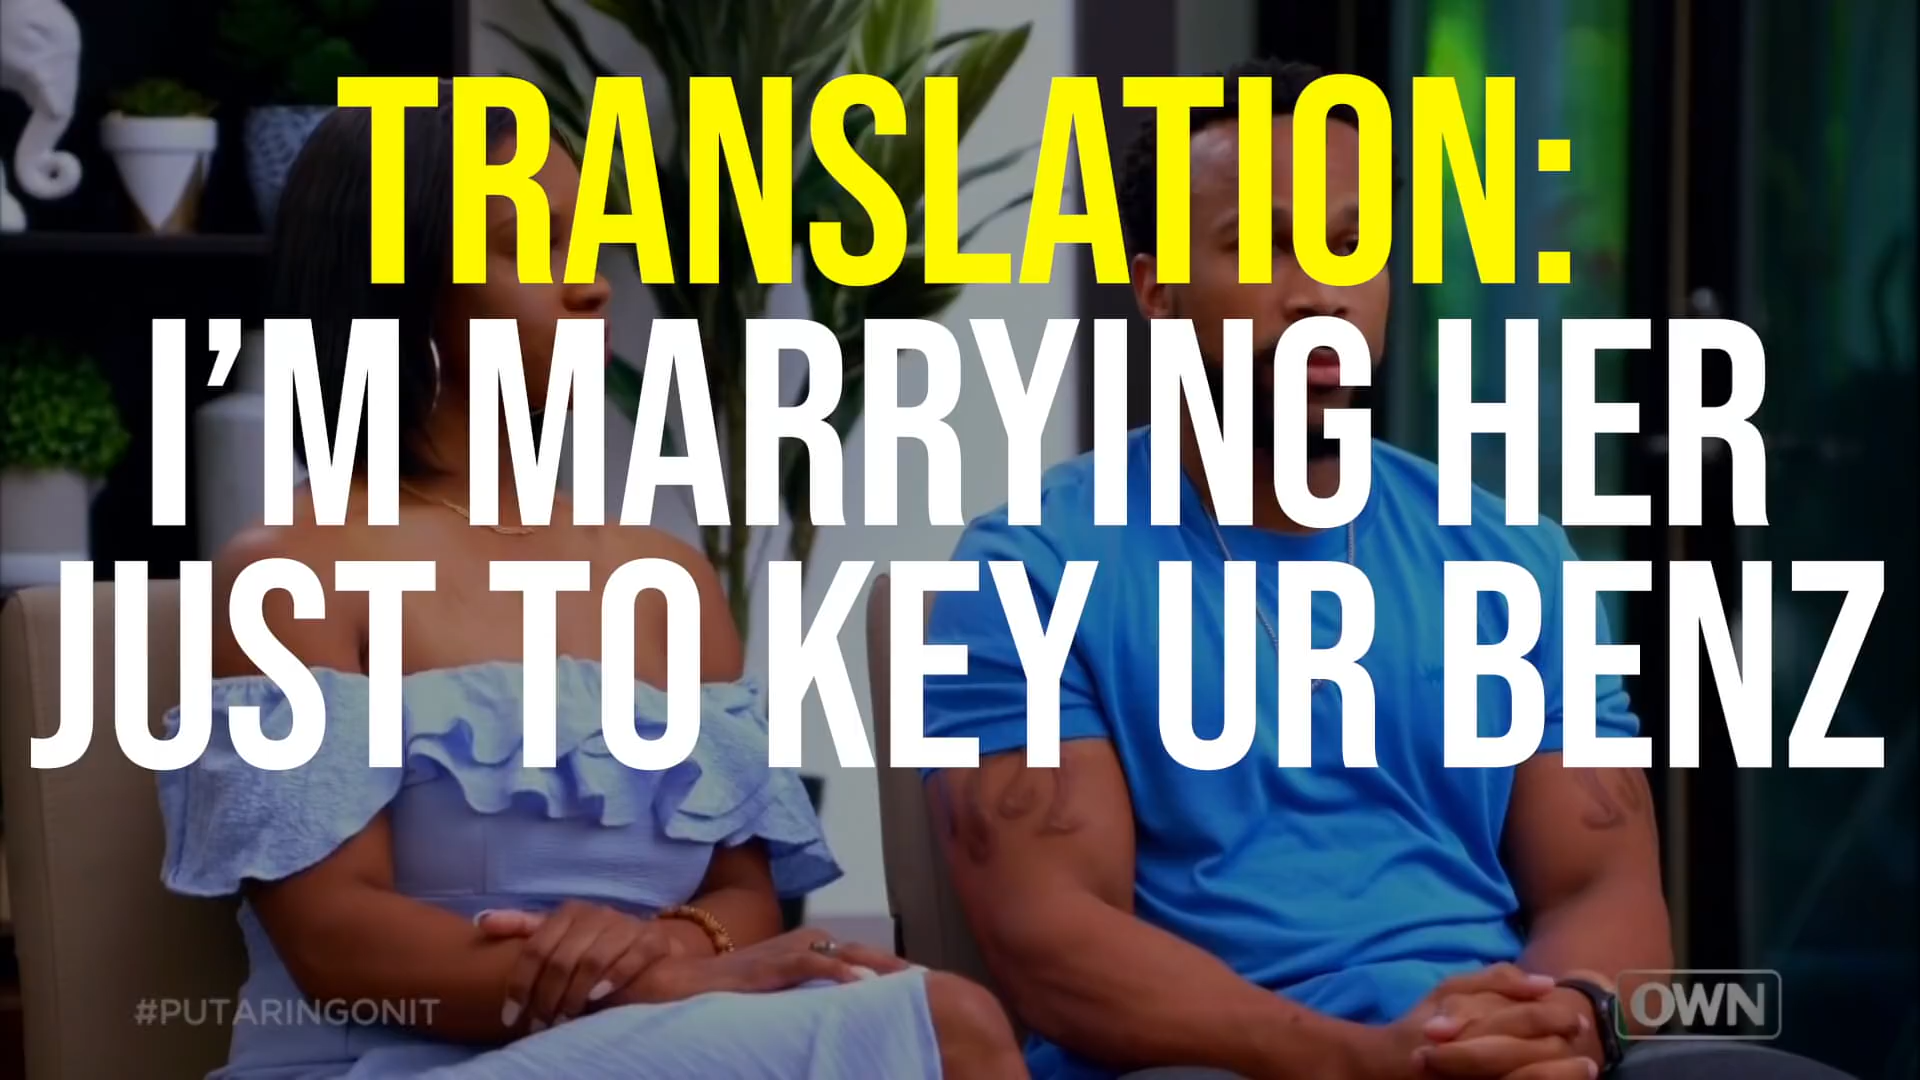 TRANSLATION:
I'M MARRYING HER
JUST TO KEY UR BENZ
#PUTARINGONIT
OWN